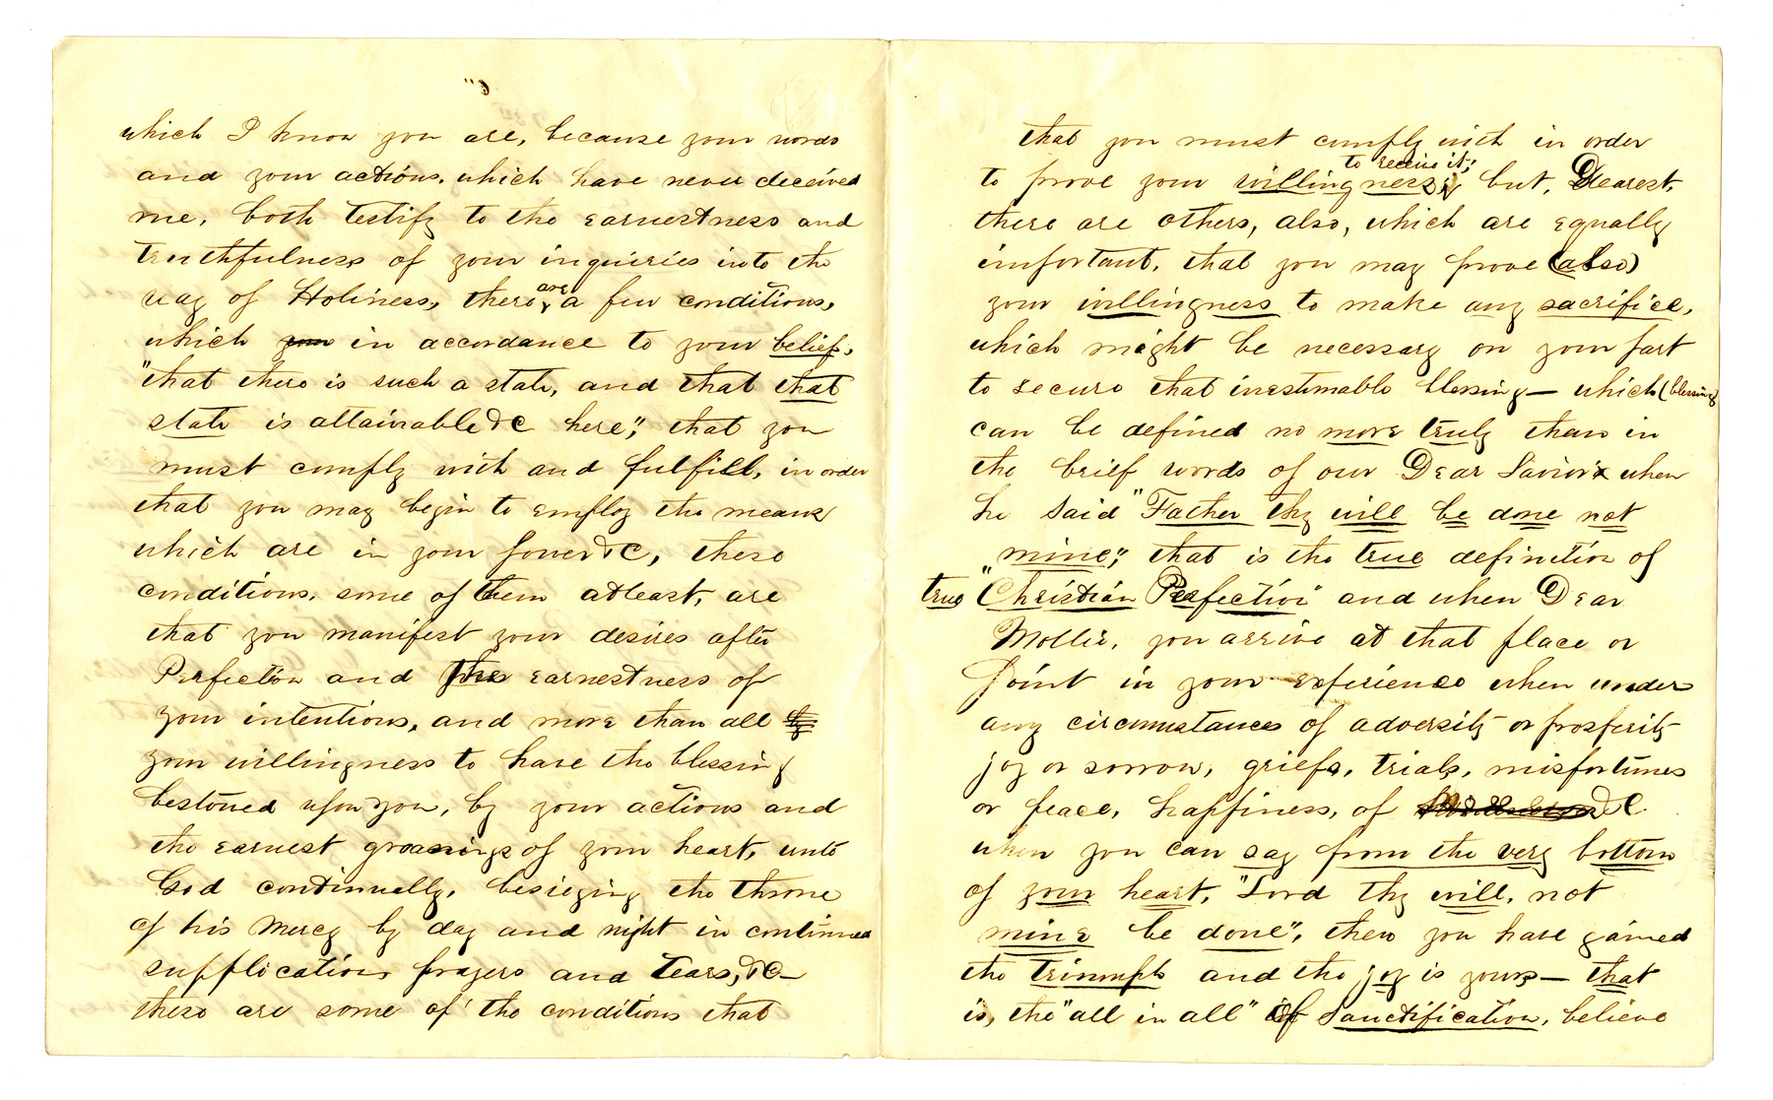 which I know you are, because your words
and your actions, which have never deceived
me, both testify to the earnestness and
truthfulness of your inquiries into the
way of Holiness, there are a few conditions,
which you in accordance to your belief,
"that there is such a state, and that that
state is attainable &C here", that you
must comply with and fulfill, in order
that you may begin to employ the means
which are in your power &C, these
conditions, some of them at least, are
that you manifest your desires after
Perfection and the earnestness of
your intentions, and more than all
your willingness to have the blessing
bestowed upon you, by your actions and
the earnest groanings of your heart, unto
God continually, besieging the throne
of his Mercy by day and night in continued
supplications prayers and tears, &C—
these are some of the conditions that
that you must comply with in order
to receive it;
to prove your willingness, but, Dearest,
there are others, also, which are equally
important, that you may prove (also)
your willingness to make any sacrifice,
which might be necessary on your part
to secure that inestimable blessing— which (blessing)
can be defined no more truly than in
the brief words of our Dear Savior when
he said "Father thy will be done not
mine", that is the true definition of
true "Christian Perfection" and when Dear
Mollie, you arrive at that place or
point in your experience when under
any circumstances of adversity or prosperity
joy or sorrow, griefs, trials, misfortunes
or peace, happiness, of &C.
when you can say from the very bottom
of your heart, "Lord thy will, not
mine be done", then you have gained
the triumph and the joy is yours— that
is, the "all in all" of Sanctification, believe